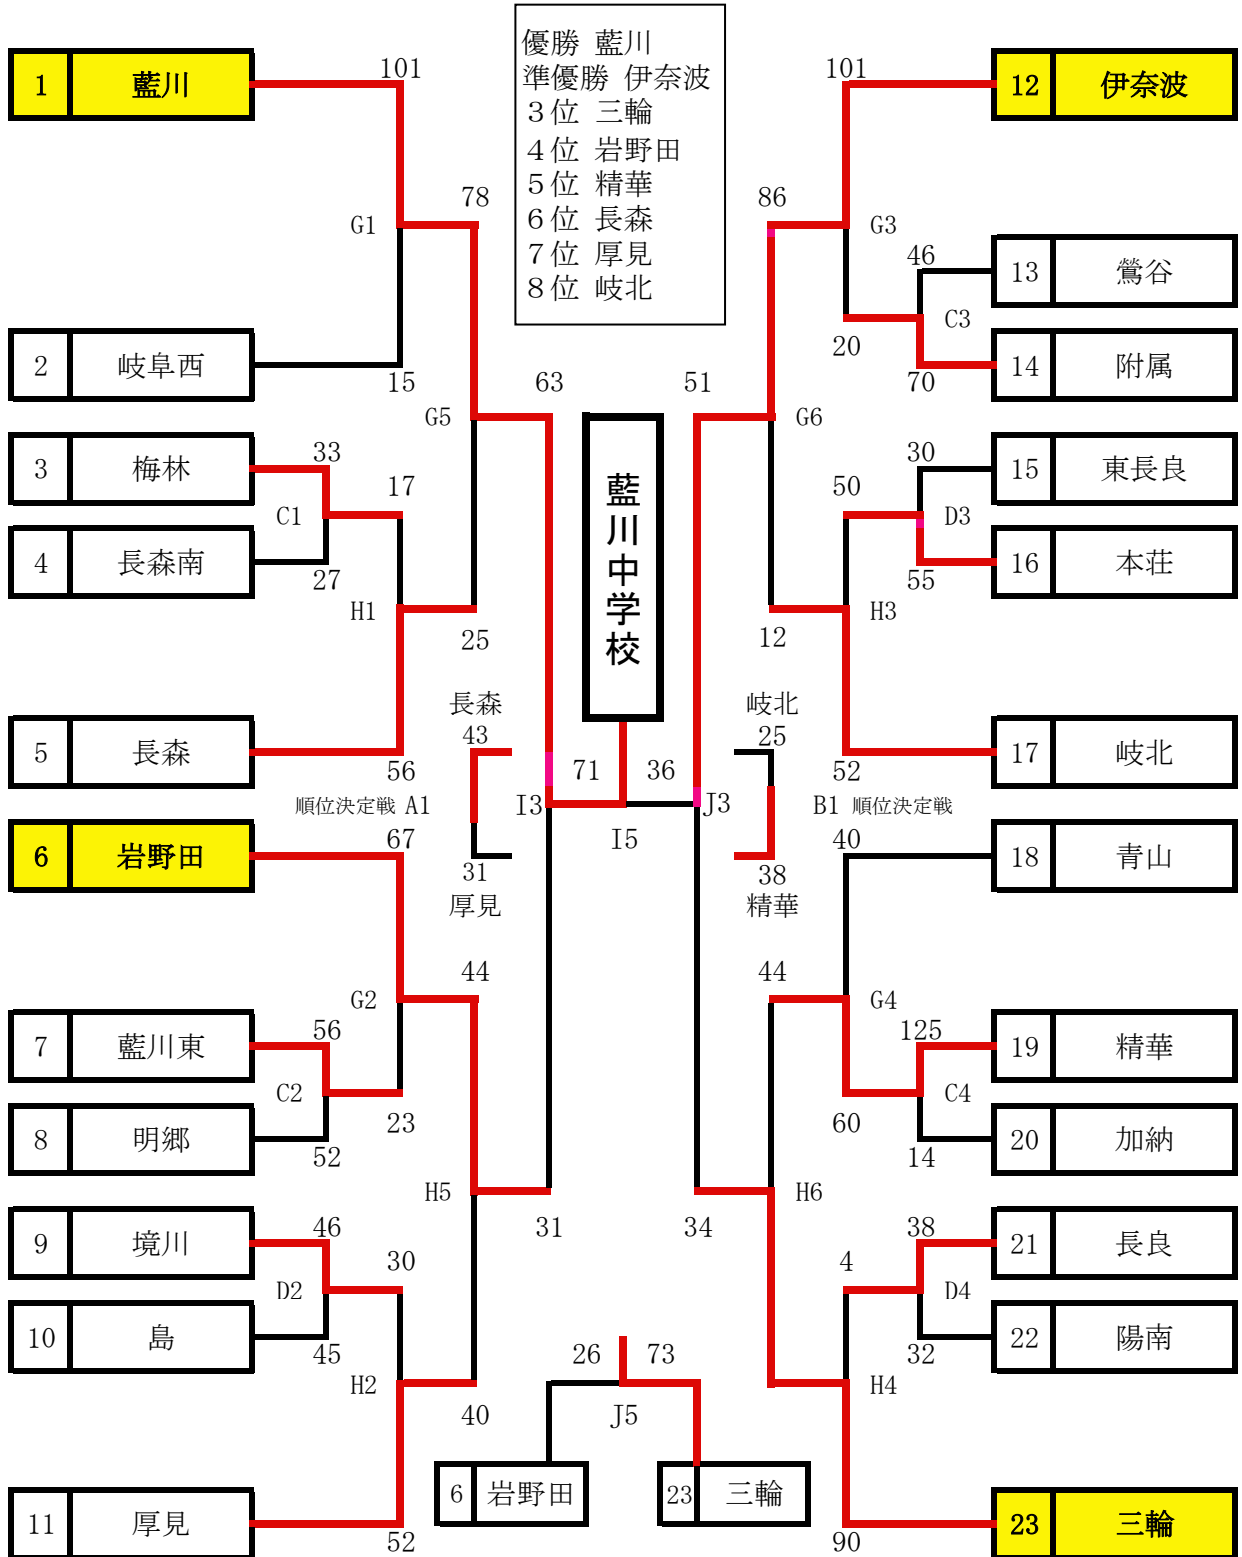 優勝 藍川
準優勝 伊奈波
３位 三輪
４位 岩野田
５位 精華
６位 長森
７位 厚見
８位 岐北
1 藍川
101
78
G1
2 岐阜西
15
63
G5
3 梅林
33
17
C1
4 長森南
27
H1
25
5 長森
56
長森
43
順位決定戦 A1
31
厚見
I3
6 岩野田
67
44
G2
7 藍川東
56
C2
23
8 明郷
52
H5
31
9 境川
46
30
D2
10 島
45
H2
40
11 厚見
52
藍川中学校
71
36
I5
12 伊奈波
101
86
G3
46
13 鶯谷
C3
20
70
14 附属
51
G6
30
15 東長良
50
D3
55
16 本荘
H3
12
52
17 岐北
岐北
25
B1 順位決定戦
38
精華
J3
40
18 青山
44
G4
125
19 精華
C4
60
14
20 加納
H6
34
38
21 長良
4
D4
32
22 陽南
H4
90
23 三輪
26
73
J5
6 岩野田
23 三輪